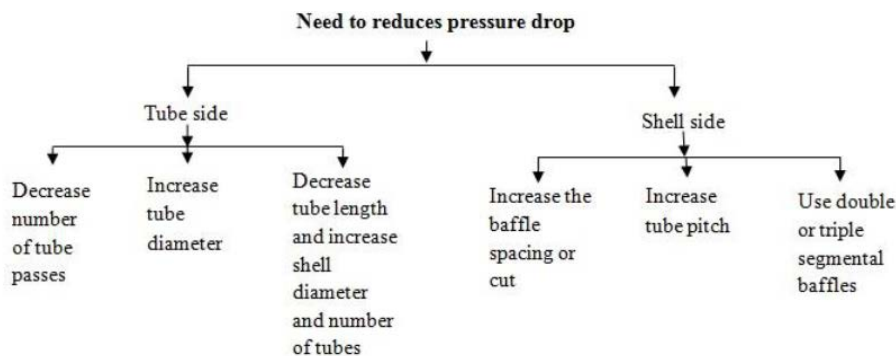 Need to reduces pressure drop
Tube side
Shell side
Decrease
number
of tube
passes
Increase
tube
diameter
Decrease
tube length
and increase
shell
diameter
and number
of tubes
Increase the
baffle
spacing or
cut
Increase
tube pitch
Use double
or triple
segmental
baffles